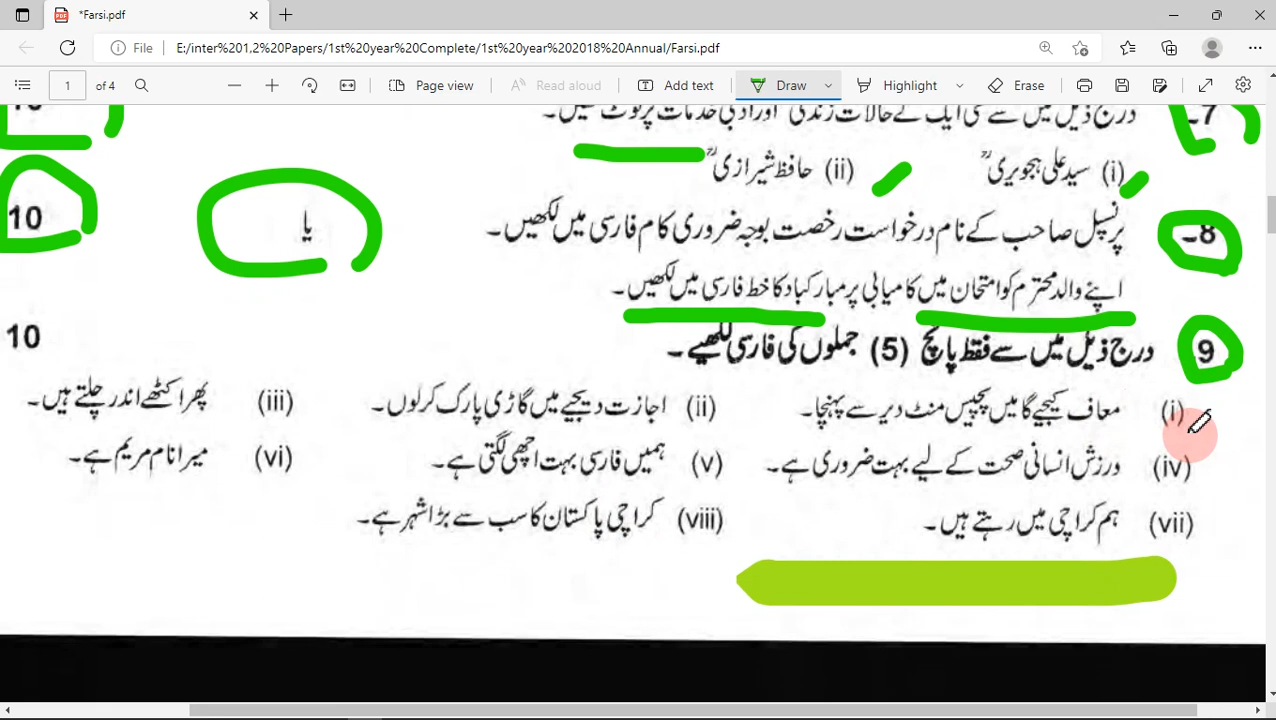 *Farsi.pdf
File E:/inter%201,2%20Papers/1st%20year%20Complete/1st%20year%202018%20Annual/Farsi.pdf
1 of 4 Page view Read aloud Add text Draw Highlight Erase
7۔ درج ذیل میں سے کسی ایک کے حالات زندگی اور ادبی خدمات پر نوٹ لکھیں۔ 10
(i) سید علی ہجویریؒ (ii) حافظ شیرازیؒ
8۔ پرنسپل صاحب کے نام درخواست رخصت بوجہ ضروری کام فارسی میں لکھیں۔ یا 10
اپنے والد محترم کو امتحان میں کامیابی پر مبارکباد کا خط فارسی میں لکھیں۔
9 درج ذیل میں سے فقط پانچ (5) جملوں کی فارسی لکھیے۔ 10
(i) معاف کیجیے گا میں پچیس منٹ دیر سے پہنچا۔ (ii) اجازت دیجیے میں گاڑی پارک کرلوں۔ (iii) پھر اکٹھے اندر چلتے ہیں۔
(iv) ورزش انسانی صحت کے لیے بہت ضروری ہے۔ (v) ہمیں فارسی بہت اچھی لگتی ہے۔ (vi) میرا نام مریم ہے۔
(vii) ہم کراچی میں رہتے ہیں۔ (viii) کراچی پاکستان کا سب سے بڑا شہر ہے۔